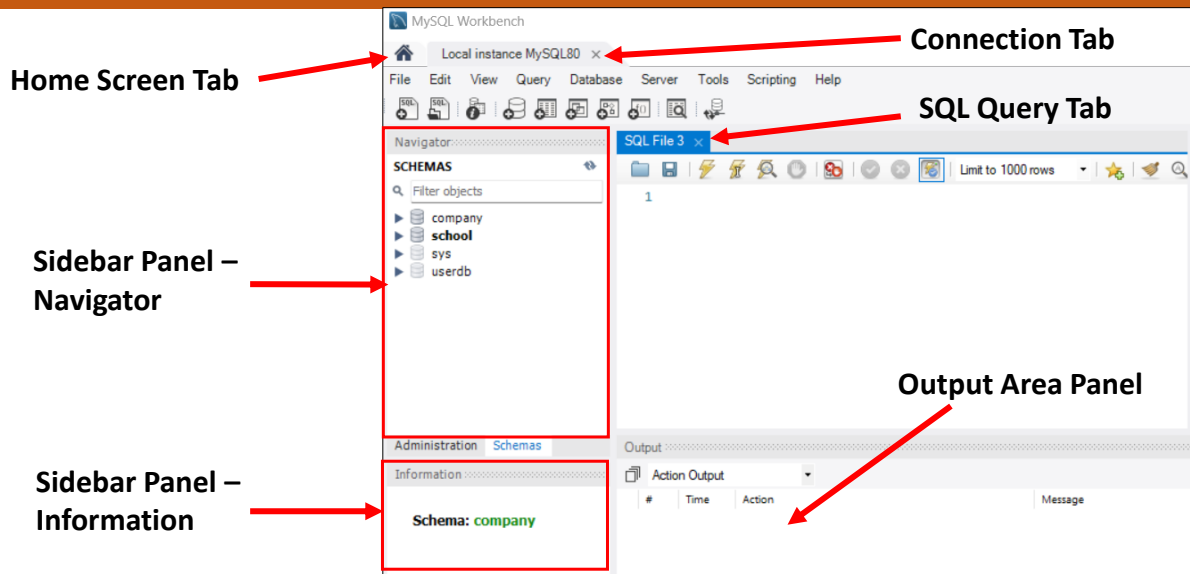 MySQL Workbench
Local instance MySQL80
Connection Tab
Home Screen Tab
File Edit View Query Database Server Tools Scripting Help
SQL SQL
SQL Query Tab
Navigator
SQL File 3
SCHEMAS
Limit to 1000 rows
Filter objects
1
company
school
sys
userdb
Sidebar Panel –
Navigator
Output Area Panel
Administration Schemas
Output
Information
Action Output
# Time Action Message
Sidebar Panel –
Information
Schema: company